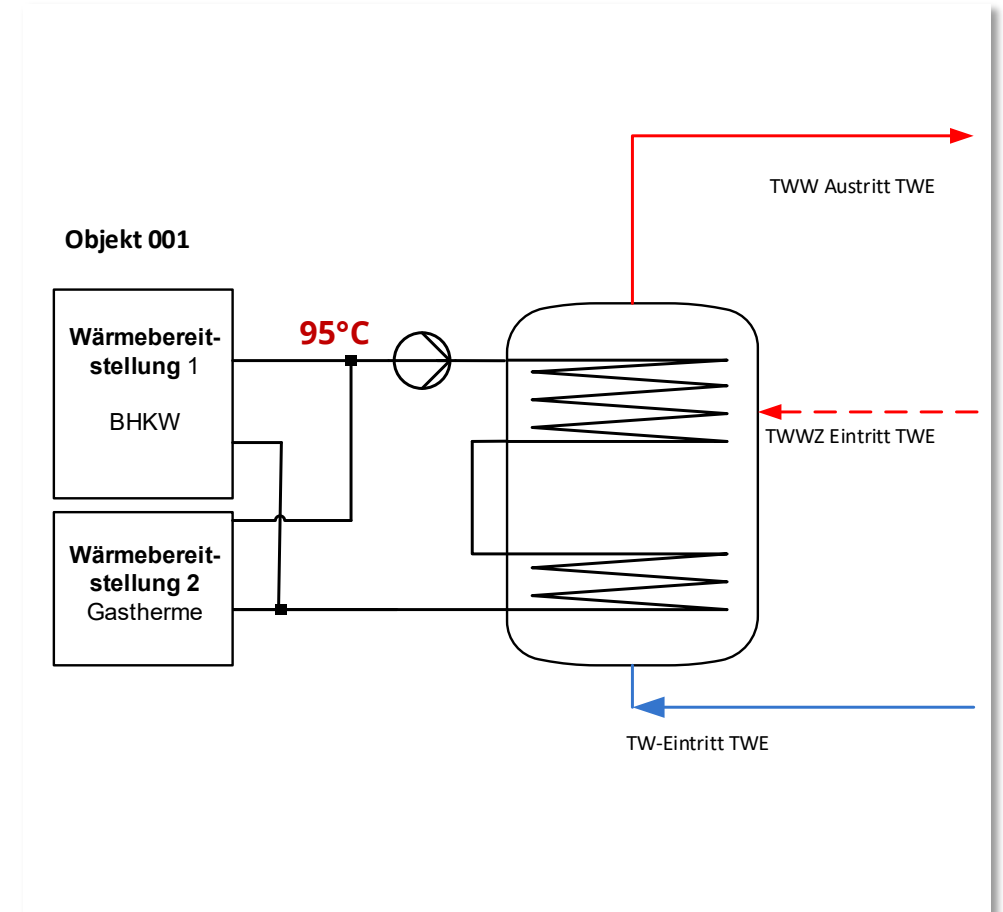 TWW Austritt TWE
Objekt 001
Wärmebereit-
stellung 1
BHKW
95°C
TWWZ Eintritt TWE
Wärmebereit-
stellung 2
Gastherme
TW-Eintritt TWE